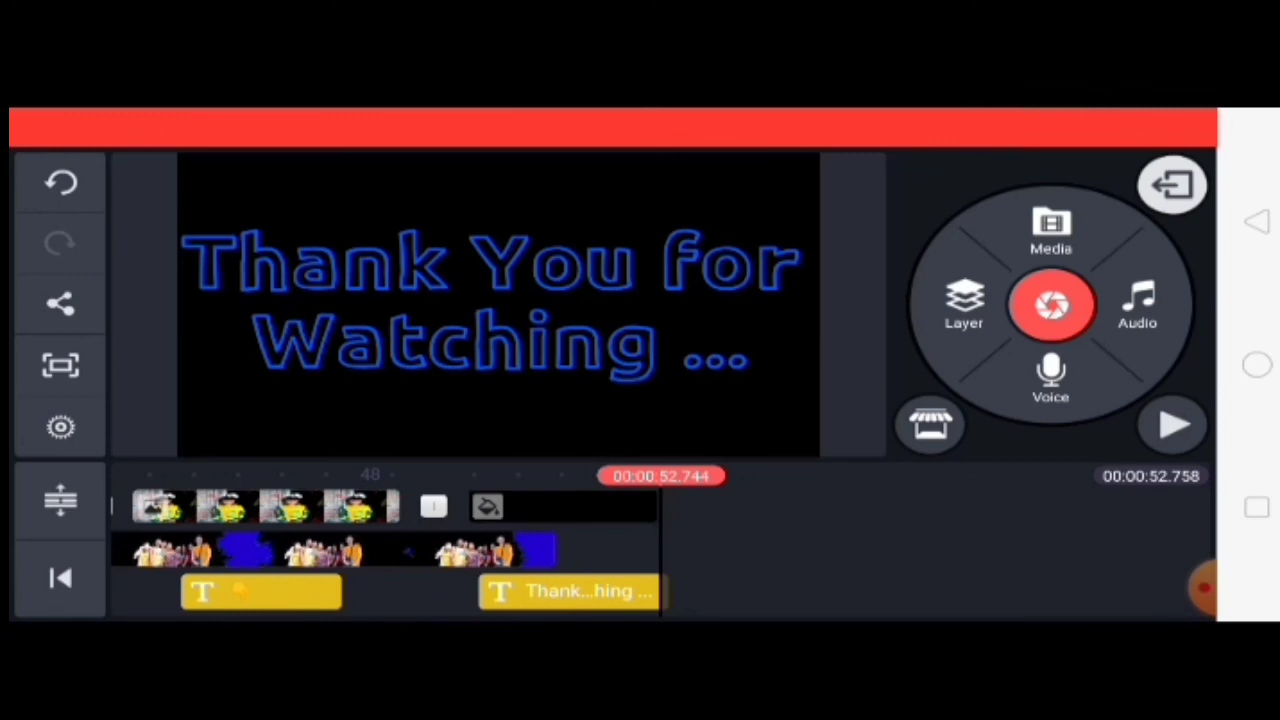 Thank You for
Watching ...
Media
Layer
Audio
Voice
48
00:00:52.744
00:00:52.758
T
T Thank...hing ...